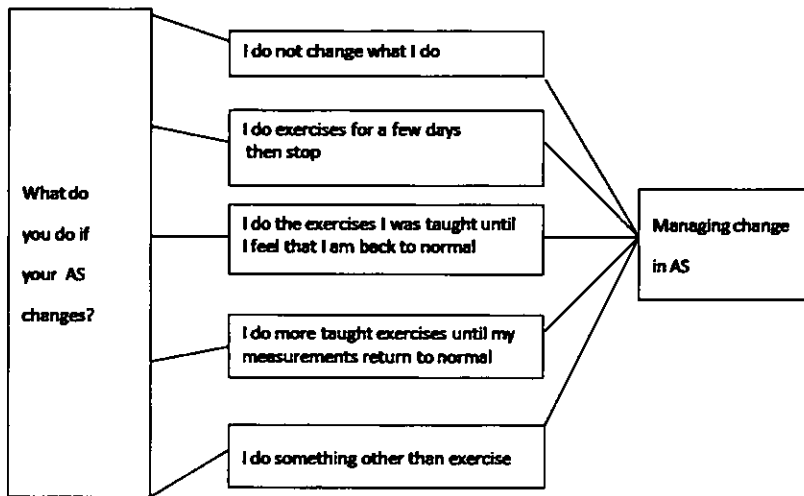 What do
you do if
your AS
changes?
I do not change what I do
I do exercises for a few days
then stop
I do the exercises I was taught until
I feel that I am back to normal
I do more taught exercises until my
measurements return to normal
I do something other than exercise
Managing change
in AS